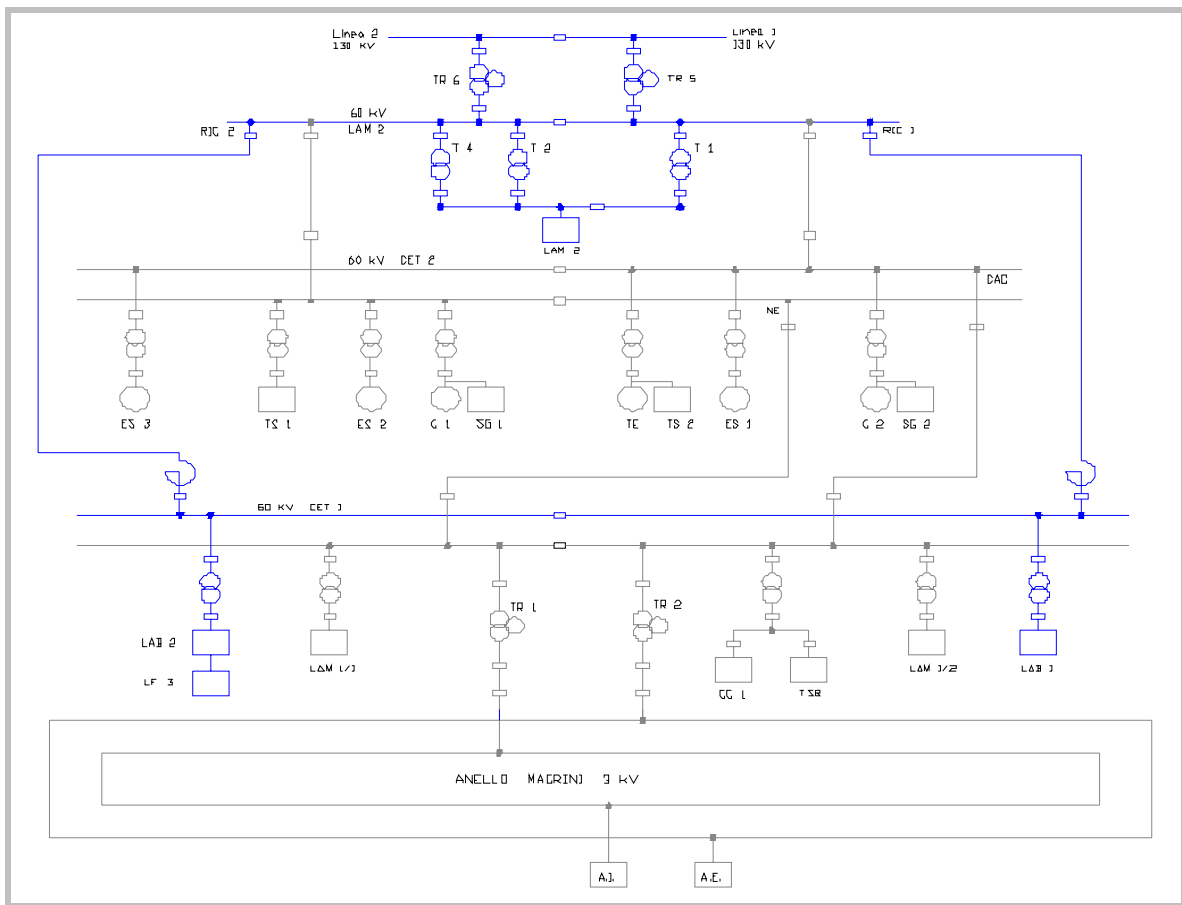 Linea 2
130 KV
Linea 1
130 KV
TR 6
TR 5
60 KV
LAM 2
RIC 2
RIC 1
T 4
T 2
T 1
LAM 2
60 KV CET 2
NE
ES 3
TS 1
ES 2
G 1
SG 1
TE
TS 2
ES 1
G 2
SG 2
60 KV CET 1
LAB 2
LF 3
LAM 1/1
TR 1
TR 2
GG 1
LAM 1/2
LAB 1
ANELLO MAGRINI 3 KV
A.I.
A.E.